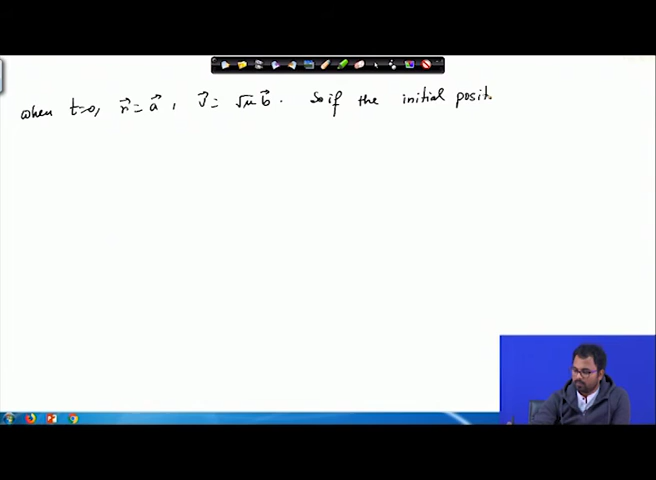 when t=0, r⃗ = a⃗ , v⃗ = √μ b⃗ . So if the initial posit